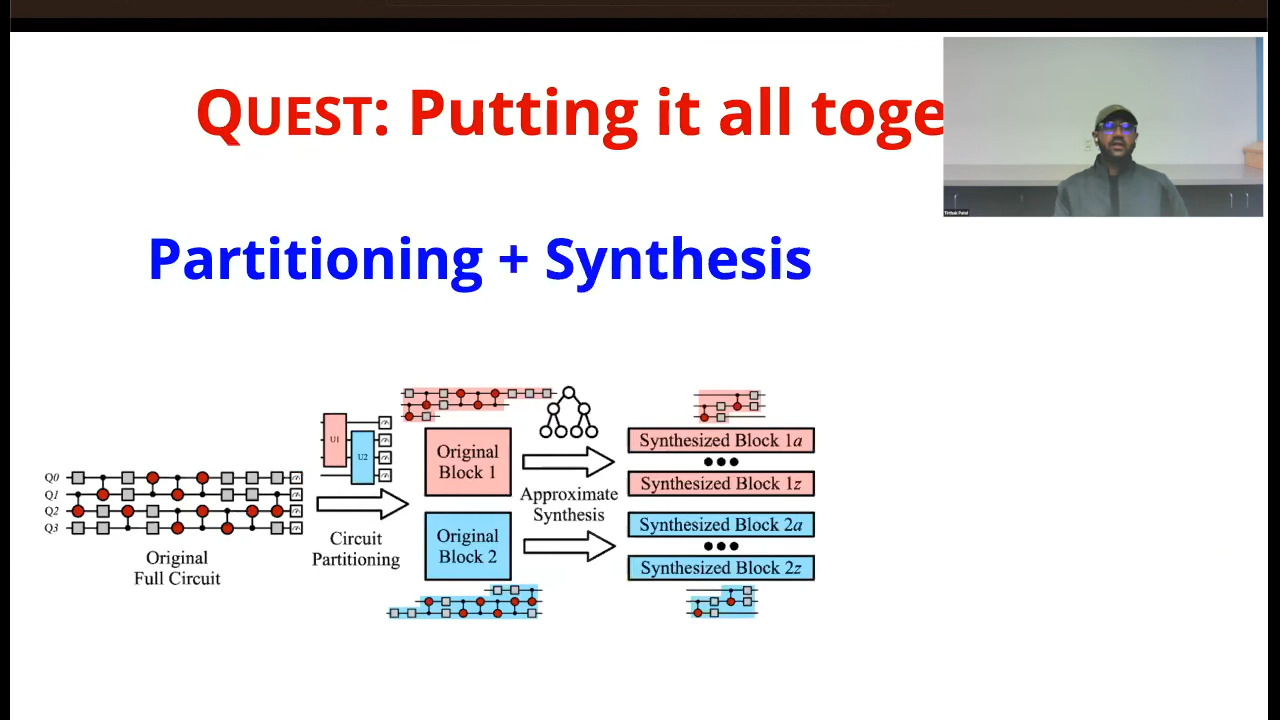 QUEST: Putting it all toge
Tirthak Patel
Partitioning + Synthesis
Q0
Q1
Q2
Q3
Original
Full Circuit
U1
U2
Circuit
Partitioning
Original
Block 1
Original
Block 2
Approximate
Synthesis
Synthesized Block 1a
Synthesized Block 1z
Synthesized Block 2a
Synthesized Block 2z